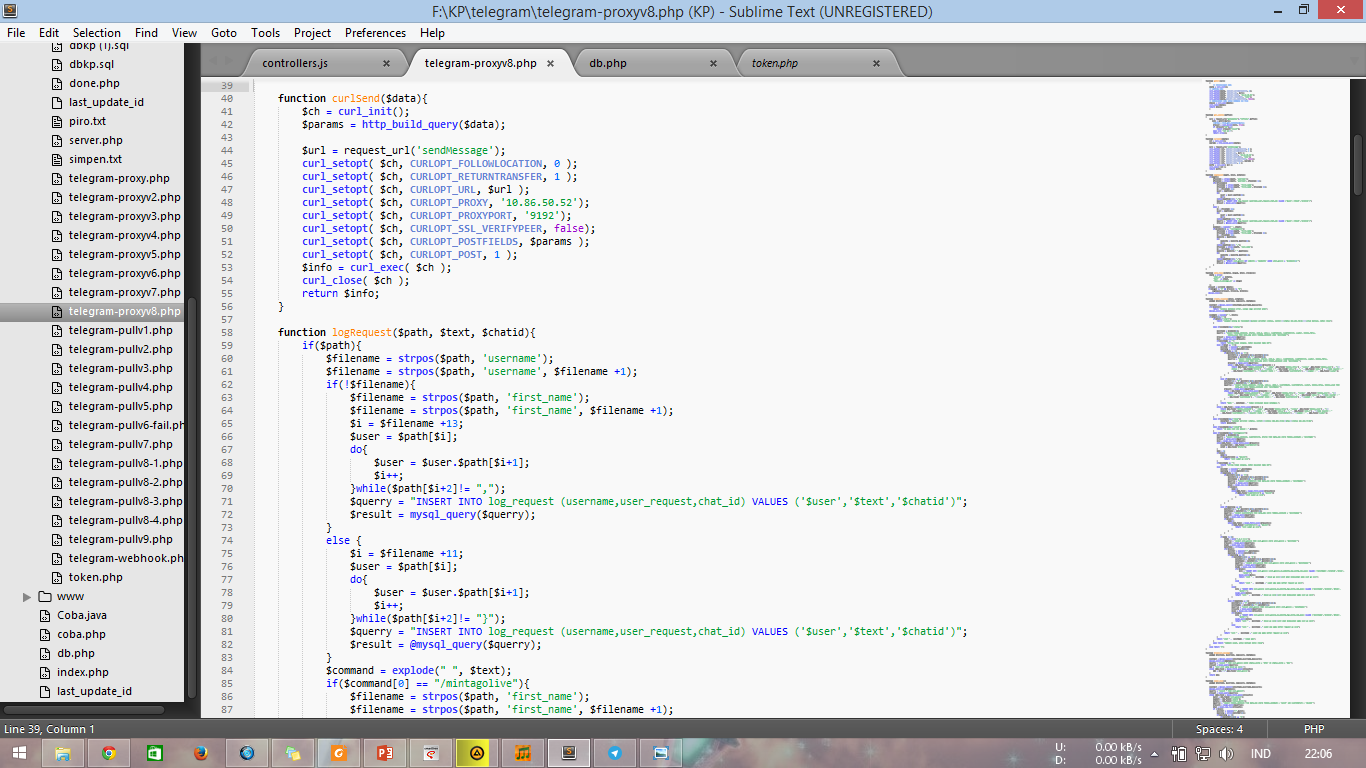 F:\KP\telegram\telegram-proxyv8.php (KP) - Sublime Text (UNREGISTERED)
File Edit Selection Find View Goto Tools Project Preferences Help
dbkp (1).sql
dbkp.sql
done.php
last_update_id
piro.txt
server.php
simpen.txt
telegram-proxy.php
telegram-proxyv2.php
telegram-proxyv3.php
telegram-proxyv4.php
telegram-proxyv5.php
telegram-proxyv6.php
telegram-proxyv7.php
telegram-proxyv8.php
telegram-pullv1.php
telegram-pullv2.php
telegram-pullv3.php
telegram-pullv4.php
telegram-pullv5.php
telegram-pullv6-fail.ph
telegram-pullv7.php
telegram-pullv8-1.php
telegram-pullv8-2.php
telegram-pullv8-3.php
telegram-pullv8-4.php
telegram-pullv9.php
telegram-webhook.ph
token.php
www
Coba.java
coba.php
db.php
index.php
last_update_id
controllers.js × telegram-proxyv8.php × db.php × token.php ×
39
40 function curlSend($data){
41 $ch = curl_init();
42 $params = http_build_query($data);
43
44 $url = request_url('sendMessage');
45 curl_setopt( $ch, CURLOPT_FOLLOWLOCATION, 0 );
46 curl_setopt( $ch, CURLOPT_RETURNTRANSFER, 1 );
47 curl_setopt( $ch, CURLOPT_URL, $url );
48 curl_setopt( $ch, CURLOPT_PROXY, '10.86.50.52');
49 curl_setopt( $ch, CURLOPT_PROXYPORT, '9192');
50 curl_setopt( $ch, CURLOPT_SSL_VERIFYPEER, false);
51 curl_setopt( $ch, CURLOPT_POSTFIELDS, $params );
52 curl_setopt( $ch, CURLOPT_POST, 1 );
53 $info = curl_exec( $ch );
54 curl_close( $ch );
55 return $info;
56 }
57
58 function logRequest($path, $text, $chatid){
59 if($path){
60 $filename = strpos($path, 'username');
61 $filename = strpos($path, 'username', $filename +1);
62 if(!$filename){
63 $filename = strpos($path, 'first_name');
64 $filename = strpos($path, 'first_name', $filename +1);
65 $i = $filename +13;
66 $user = $path[$i];
67 do{
68 $user = $user.$path[$i+1];
69 $i++;
70 }while($path[$i+2]!= ",");
71 $querry = "INSERT INTO log_request (username,user_request,chat_id) VALUES ('$user','$text','$chatid')";
72 $result = mysql_query($querry);
73 }
74 else {
75 $i = $filename +11;
76 $user = $path[$i];
77 do{
78 $user = $user.$path[$i+1];
79 $i++;
80 }while($path[$i+2]!= "}");
81 $querry = "INSERT INTO log_request (username,user_request,chat_id) VALUES ('$user','$text','$chatid')";
82 $result = @mysql_query($querry);
83 }
84 $command = explode(" ", $text);
85 if($command[0] == "/mintagolive"){
86 $filename = strpos($path, 'first_name');
87 $filename = strpos($path, 'first_name', $filename +1);
Line 39, Column 1 Spaces: 4 PHP
U: 0.00 kB/s
D: 0.00 kB/s
IND 22:06